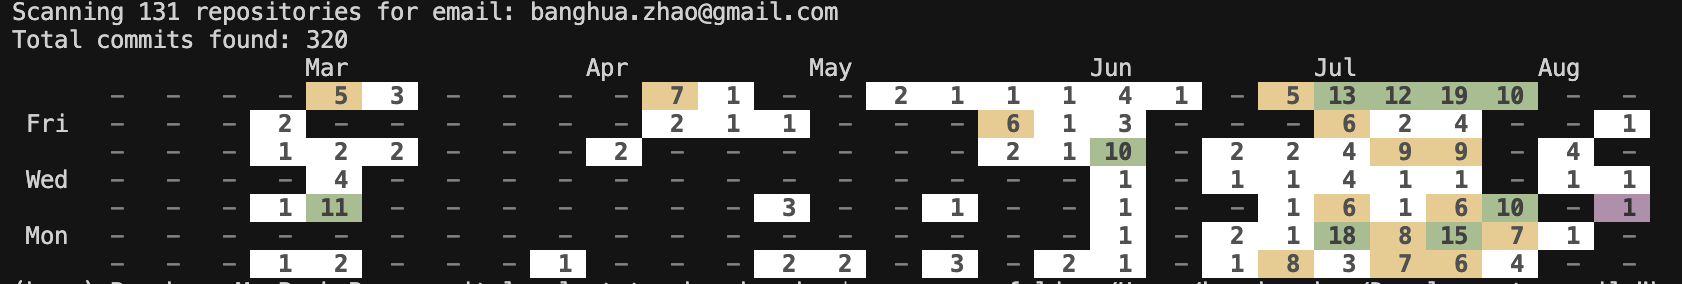 Scanning 131 repositories for email: banghua.zhao@gmail.com
Total commits found: 320
Mar Apr May Jun Jul Aug
- - - - 5 3 - - - - 7 1 - - 2 1 1 1 4 1 - 5 13 12 19 10 - -
Fri - - - 2 - - - - - - 2 1 1 - - - 6 1 3 - - - 6 2 4 - - 1
- - - 1 2 2 - - - 2 - - - - - - 2 1 10 - 2 2 4 9 9 - 4 -
Wed - - - - 4 - - - - - - - - - - - - - 1 - 1 1 4 1 1 - 1 1
- - - 1 11 - - - - - - - 3 - - 1 - - 1 - - 1 6 1 6 10 - 1
Mon - - - - - - - - - - - - - - - - - - 1 - 2 1 18 8 15 7 1 -
- - - 1 2 - - - 1 - - - 2 2 - 3 - 2 1 - 1 8 3 7 6 4 - -